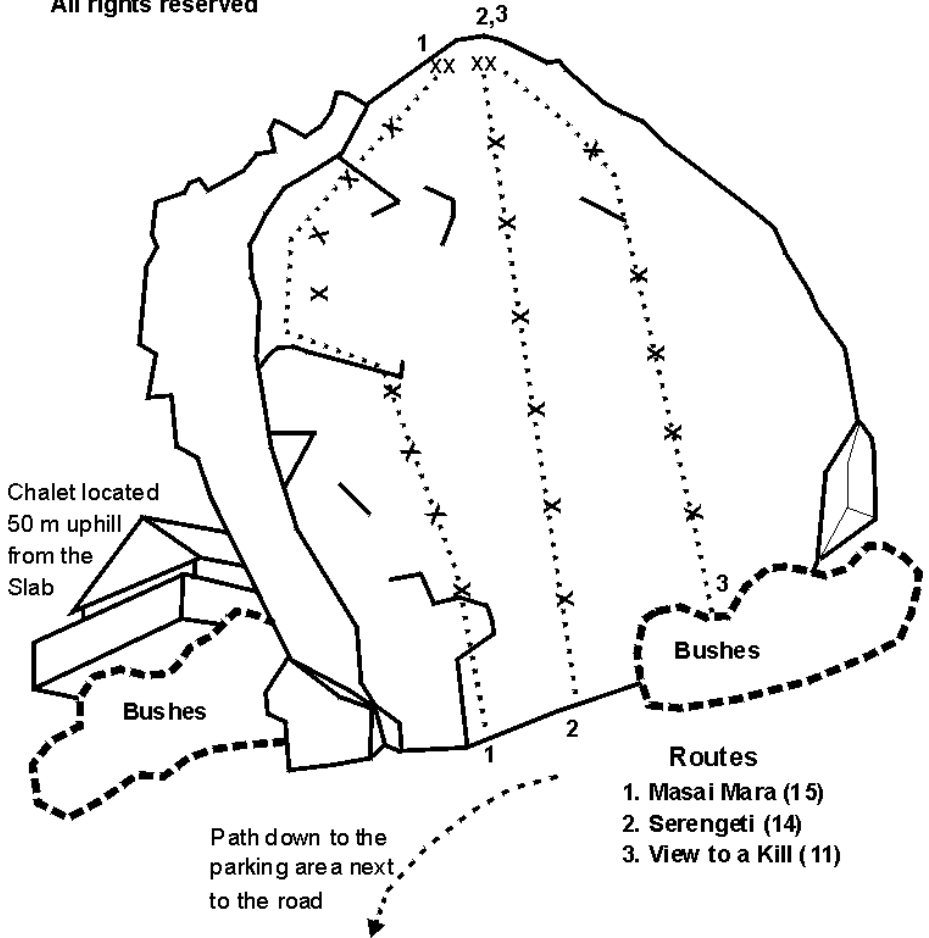 All rights reserved
2,3
1
XX XX
Chalet located
50 m uphill
from the
Slab
3
Bushes
Bushes
2
1
Routes
1. Masai Mara (15)
2. Serengeti (14)
3. View to a Kill (11)
Path down to the
parking area next
to the road